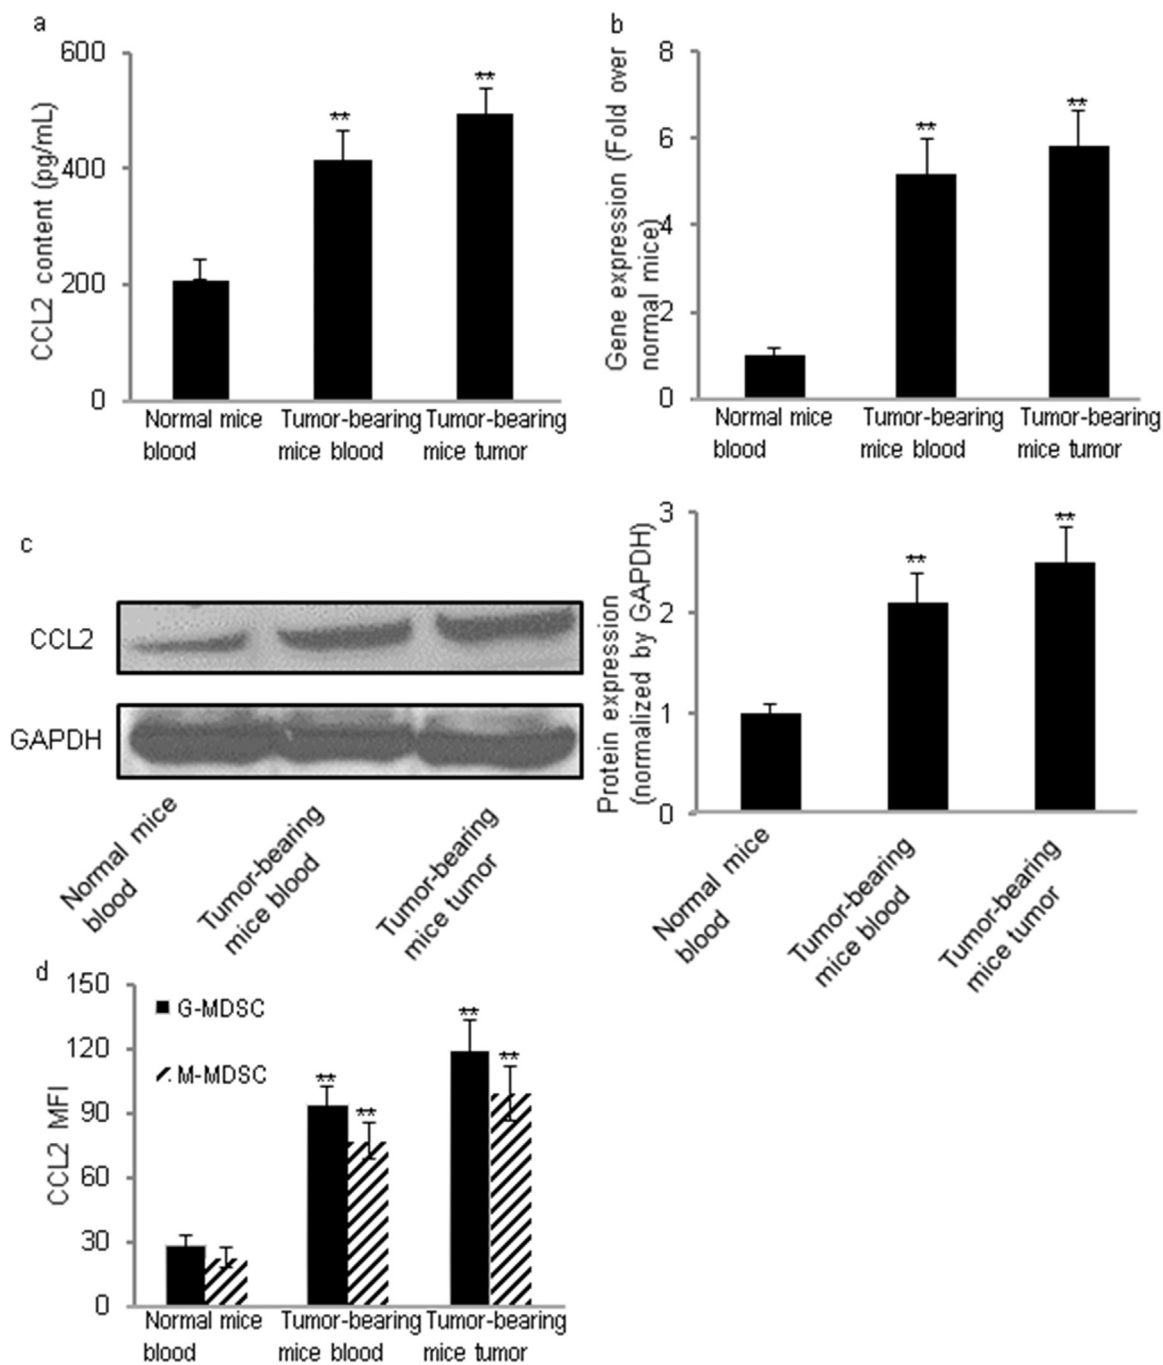 a
CCL2 content (pg/mL)
600
400
200
0
**
**
Normal mice
blood
Tumor-bearing
mice blood
Tumor-bearing
mice tumor
b
Gene expression (Fold over
normal mice)
8
6
4
2
0
**
**
Normal mice
blood
Tumor-bearing
mice blood
Tumor-bearing
mice tumor
c
CCL2
GAPDH
Normal mice
blood
Tumor-bearing
mice blood
Tumor-bearing
mice tumor
Protein expression
(normalized by GAPDH)
3
2
1
0
**
**
Normal mice
blood
Tumor-bearing
mice blood
Tumor-bearing
mice tumor
d
CCL2 MFI
150
120
90
60
30
0
G-MDSC
M-MDSC
**
**
**
**
Normal mice
blood
Tumor-bearing
mice blood
Tumor-bearing
mice tumor